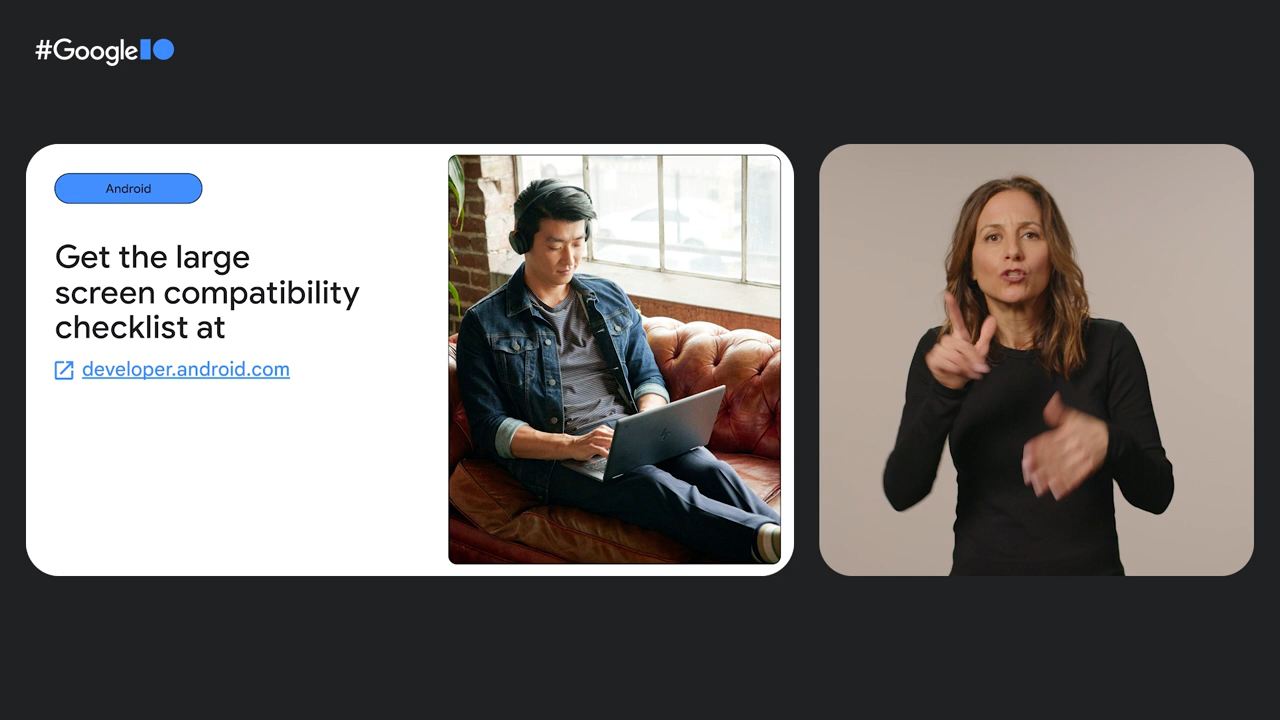 #GoogleIO
Android
Get the large
screen compatibility
checklist at
developer.android.com